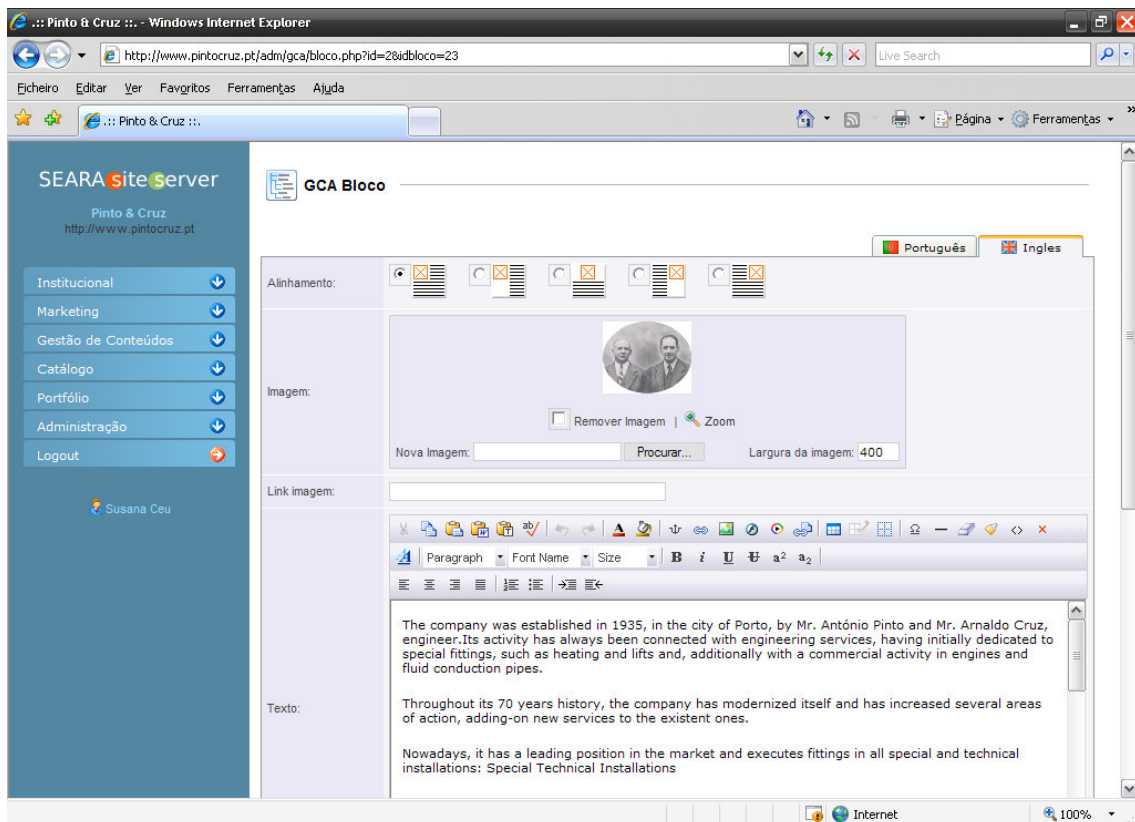 .:: Pinto & Cruz ::. - Windows Internet Explorer
http://www.pintocruz.pt/adm/gca/bloco.php?id=2&idbloco=23
Live Search
Ficheiro Editar Ver Favoritos Ferramentas Ajuda
.:: Pinto & Cruz ::.
Página Ferramentas »
SEARA site server
Pinto & Cruz
http://www.pintocruz.pt
Institucional
Marketing
Gestão de Conteúdos
Catálogo
Portfólio
Administração
Logout
Susana Ceu
GCA Bloco
Português Ingles
Alinhamento:
Imagem:
Remover Imagem | Zoom
Nova Imagem: Procurar... Largura da imagem: 400
Link imagem:
Paragraph Font Name Size B i U U a² a₂
Texto:
The company was established in 1935, in the city of Porto, by Mr. António Pinto and Mr. Arnaldo Cruz,
engineer.Its activity has always been connected with engineering services, having initially dedicated to
special fittings, such as heating and lifts and, additionally with a commercial activity in engines and
fluid conduction pipes.
Throughout its 70 years history, the company has modernized itself and has increased several areas
of action, adding-on new services to the existent ones.
Nowadays, it has a leading position in the market and executes fittings in all special and technical
installations: Special Technical Installations
Internet 100%